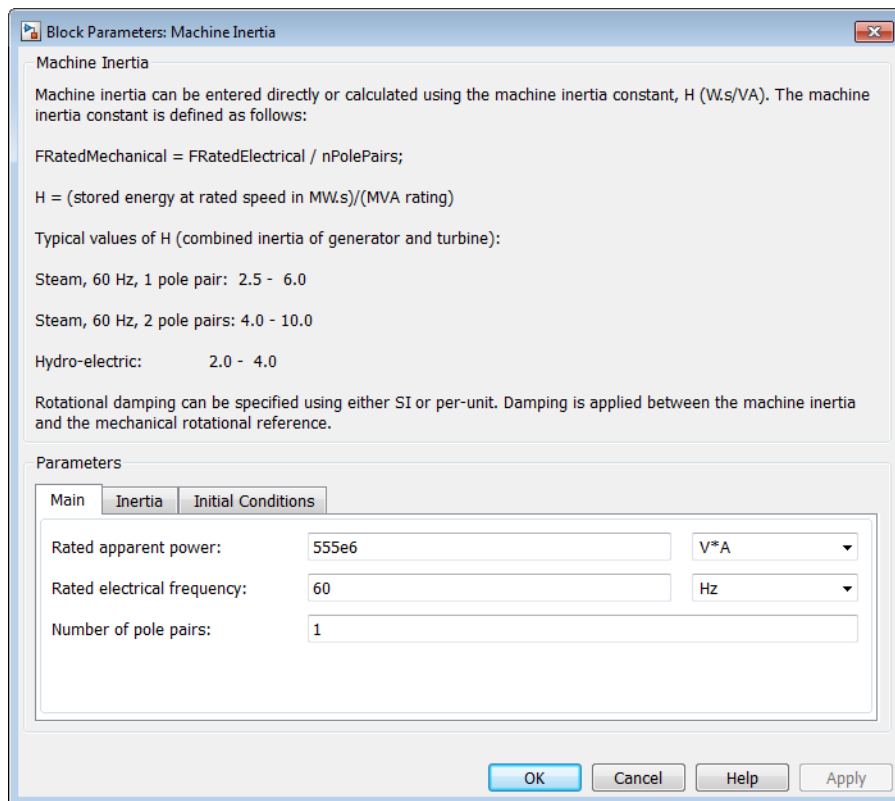 Block Parameters: Machine Inertia
Machine Inertia
Machine inertia can be entered directly or calculated using the machine inertia constant, H (W.s/VA). The machine
inertia constant is defined as follows:
FRatedMechanical = FRatedElectrical / nPolePairs;
H = (stored energy at rated speed in MW.s)/(MVA rating)
Typical values of H (combined inertia of generator and turbine):
Steam, 60 Hz, 1 pole pair: 2.5 - 6.0
Steam, 60 Hz, 2 pole pairs: 4.0 - 10.0
Hydro-electric: 2.0 - 4.0
Rotational damping can be specified using either SI or per-unit. Damping is applied between the machine inertia
and the mechanical rotational reference.
Parameters
Main Inertia Initial Conditions
Rated apparent power: 555e6 V*A
Rated electrical frequency: 60 Hz
Number of pole pairs: 1
OK Cancel Help Apply